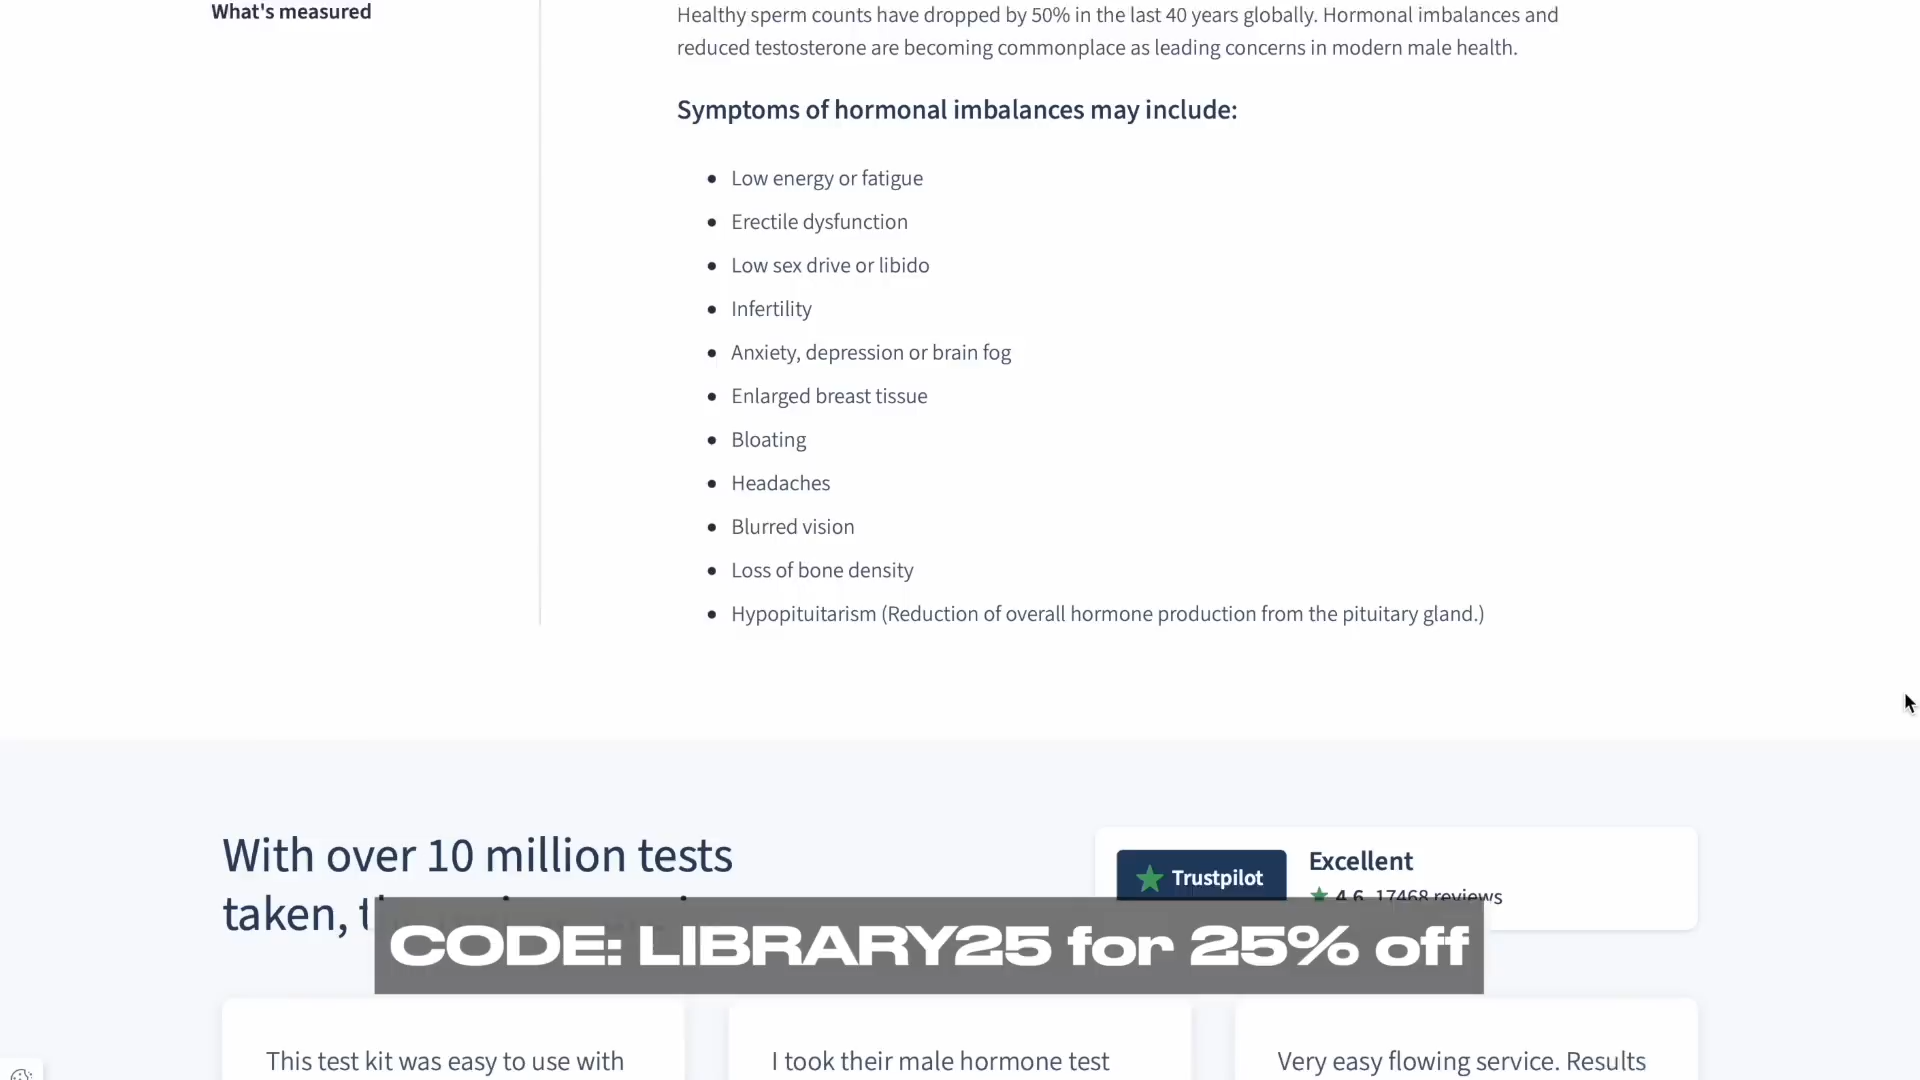 What's measured
Healthy sperm counts have dropped by 50% in the last 40 years globally. Hormonal imbalances and
reduced testosterone are becoming commonplace as leading concerns in modern male health.
Symptoms of hormonal imbalances may include:
Low energy or fatigue
Erectile dysfunction
Low sex drive or libido
Infertility
Anxiety, depression or brain fog
Enlarged breast tissue
Bloating
Headaches
Blurred vision
Loss of bone density
Hypopituitarism (Reduction of overall hormone production from the pituitary gland.)
With over 10 million tests
taken,
Trustpilot
Excellent
4.6 17468 reviews
CODE: LIBRARY25 for 25% off
This test kit was easy to use with
I took their male hormone test
Very easy flowing service. Results